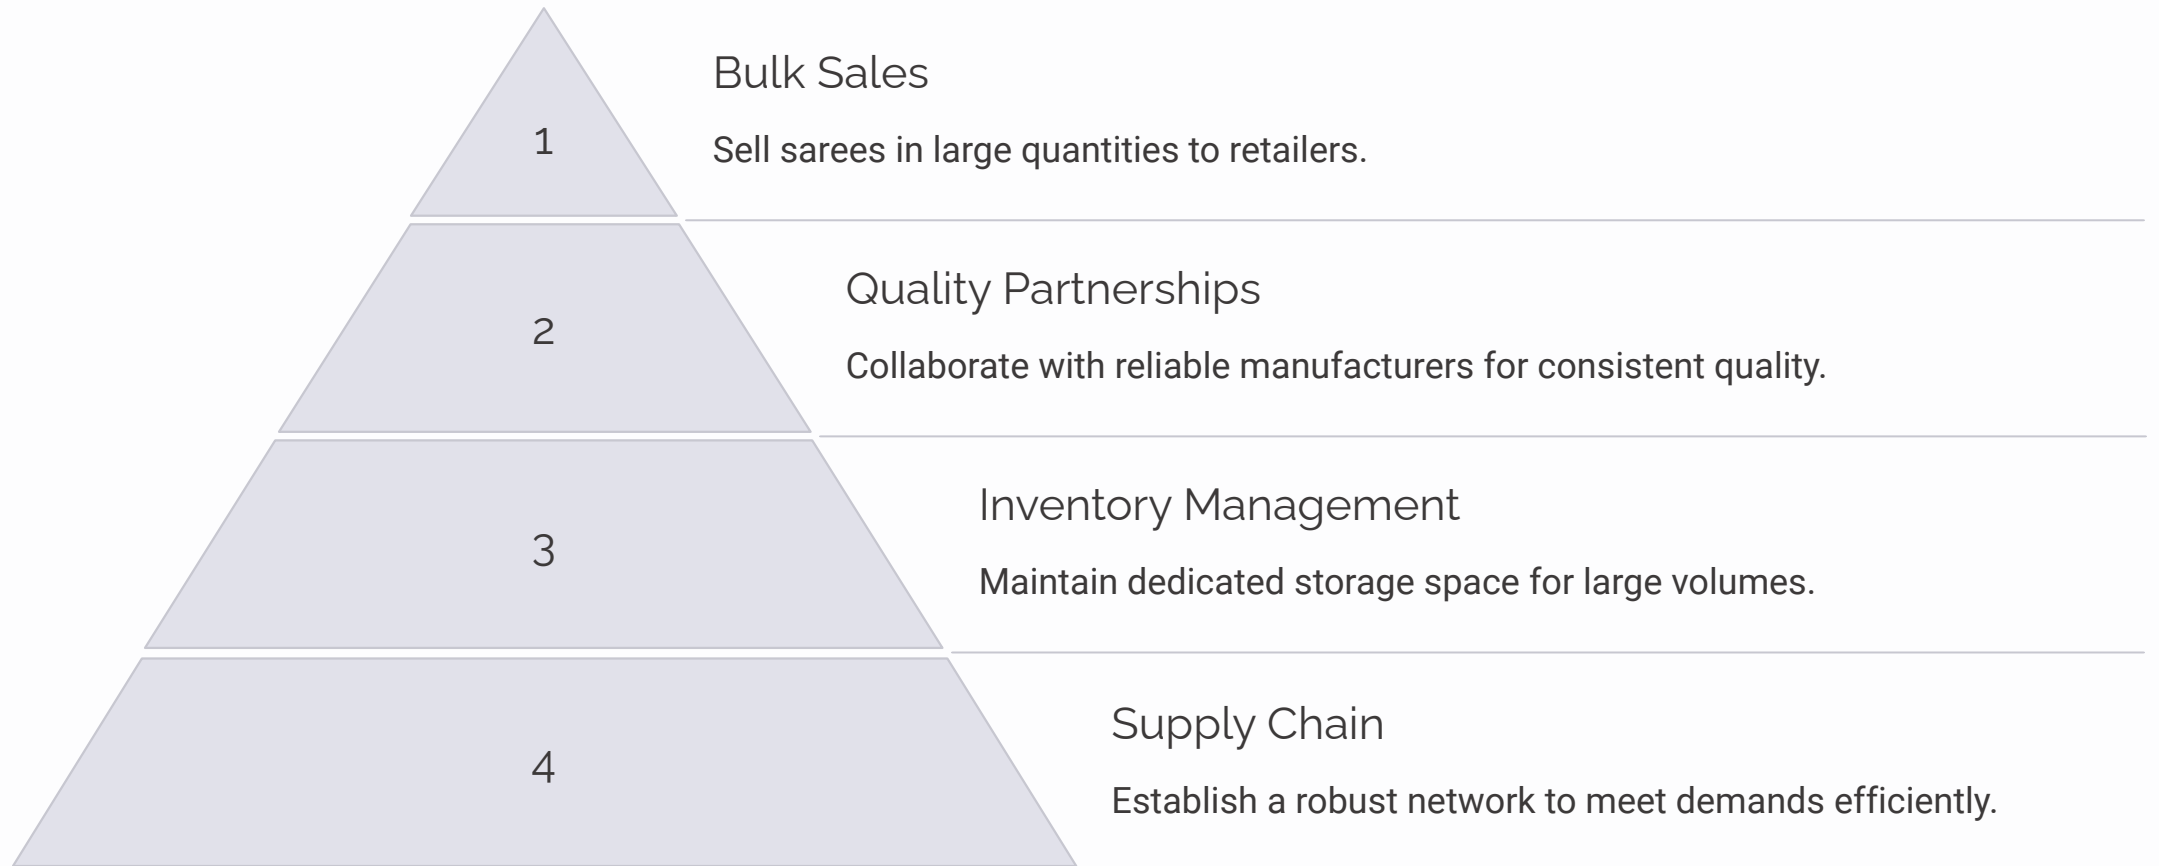 1
Bulk Sales
Sell sarees in large quantities to retailers.
2
Quality Partnerships
Collaborate with reliable manufacturers for consistent quality.
3
Inventory Management
Maintain dedicated storage space for large volumes.
4
Supply Chain
Establish a robust network to meet demands efficiently.